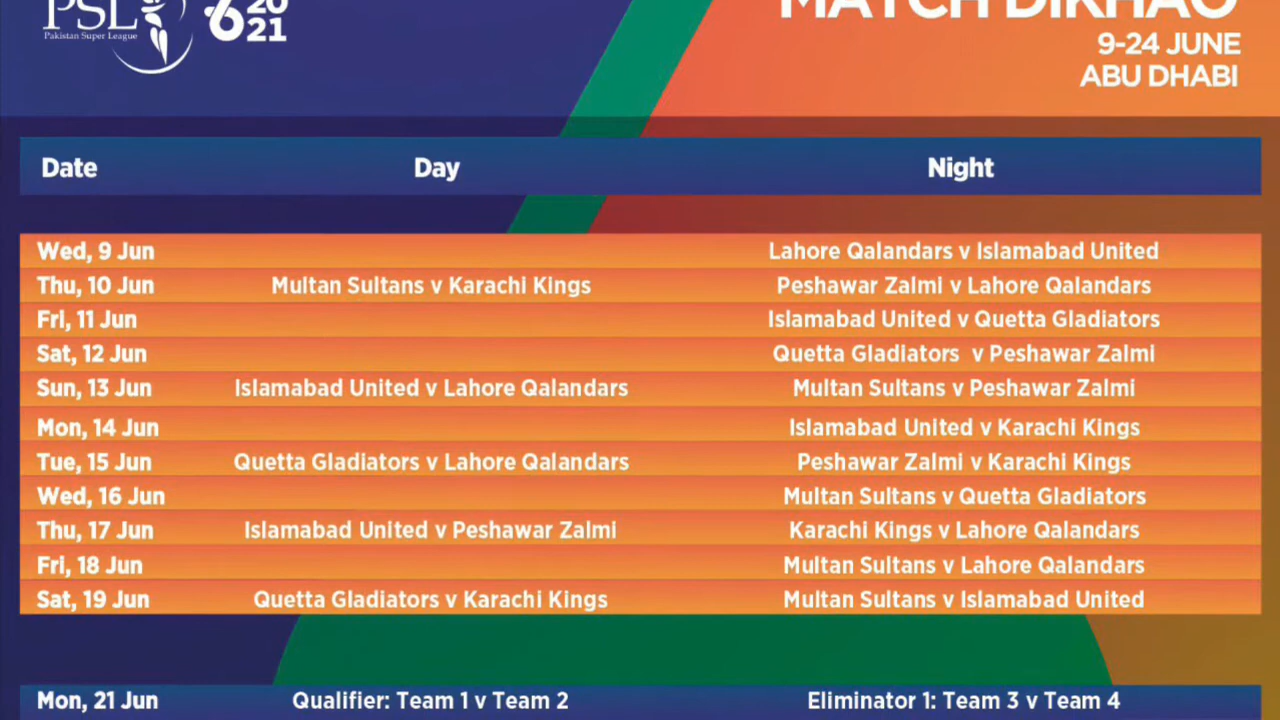 PSL
Pakistan Super League
6 20
21
MATCH DIKHAO
9-24 JUNE
ABU DHABI
Date Day Night
Wed, 9 Jun Lahore Qalandars v Islamabad United
Thu, 10 Jun Multan Sultans v Karachi Kings Peshawar Zalmi v Lahore Qalandars
Fri, 11 Jun Islamabad United v Quetta Gladiators
Sat, 12 Jun Quetta Gladiators v Peshawar Zalmi
Sun, 13 Jun Islamabad United v Lahore Qalandars Multan Sultans v Peshawar Zalmi
Mon, 14 Jun Islamabad United v Karachi Kings
Tue, 15 Jun Quetta Gladiators v Lahore Qalandars Peshawar Zalmi v Karachi Kings
Wed, 16 Jun Multan Sultans v Quetta Gladiators
Thu, 17 Jun Islamabad United v Peshawar Zalmi Karachi Kings v Lahore Qalandars
Fri, 18 Jun Multan Sultans v Lahore Qalandars
Sat, 19 Jun Quetta Gladiators v Karachi Kings Multan Sultans v Islamabad United
Mon, 21 Jun Qualifier: Team 1 v Team 2 Eliminator 1: Team 3 v Team 4